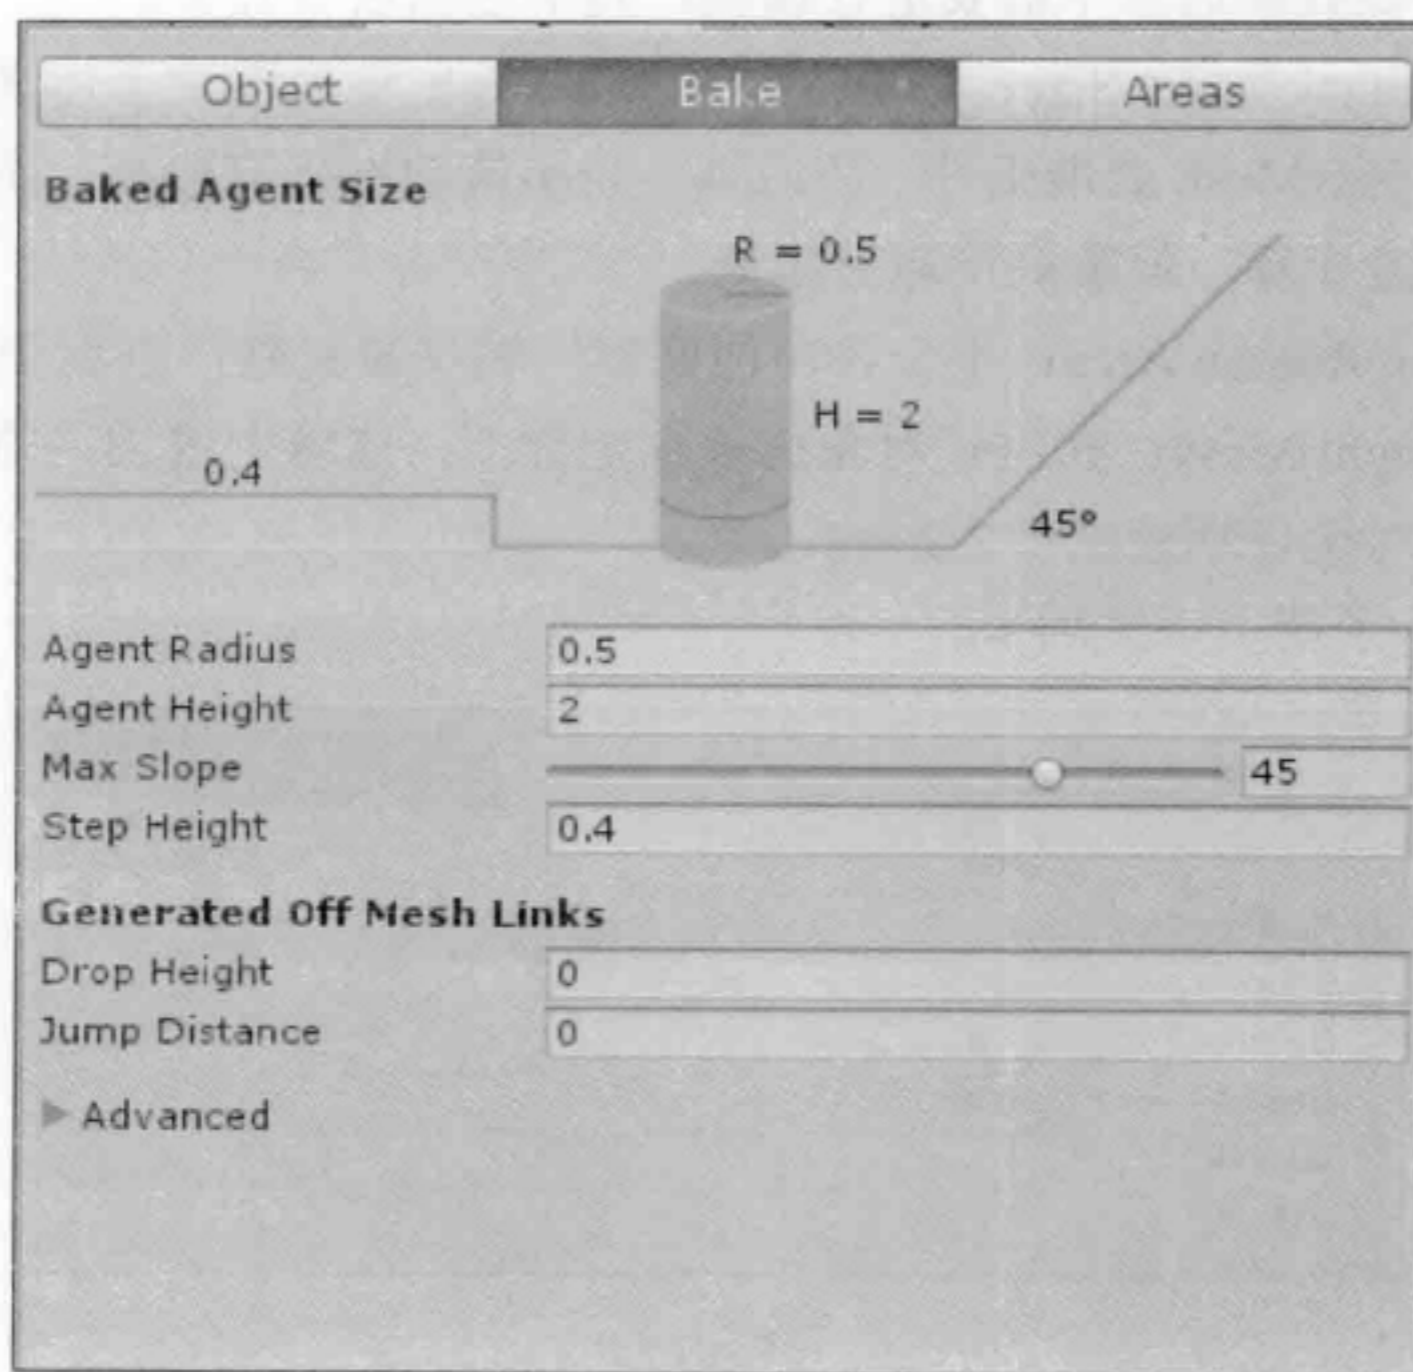 Object Bake Areas
Baked Agent Size
R = 0.5
H = 2
0.4
45°
Agent Radius 0.5
Agent Height 2
Max Slope 45
Step Height 0.4
Generated Off Mesh Links
Drop Height 0
Jump Distance 0
Advanced